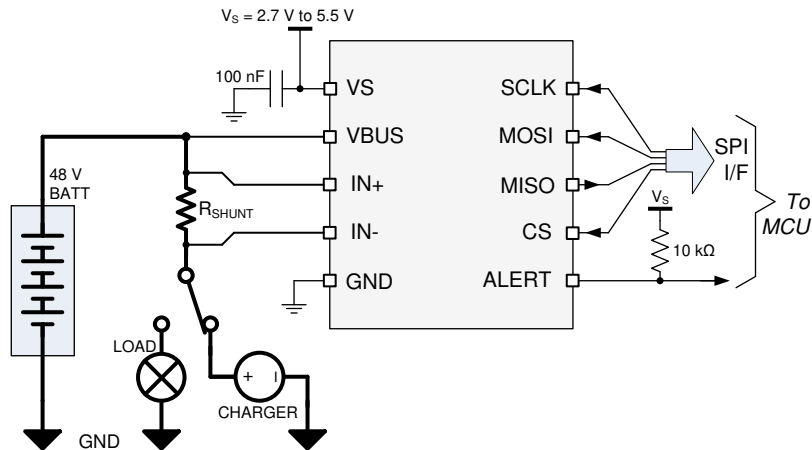 V_S = 2.7 V to 5.5 V
100 nF
VS
SCLK
VBUS
MOSI
SPI
I/F
48 V
BATT
IN+
MISO
R_SHUNT
V_S
To
MCU
IN-
CS
10 kΩ
GND
ALERT
LOAD
+
CHARGER
GND